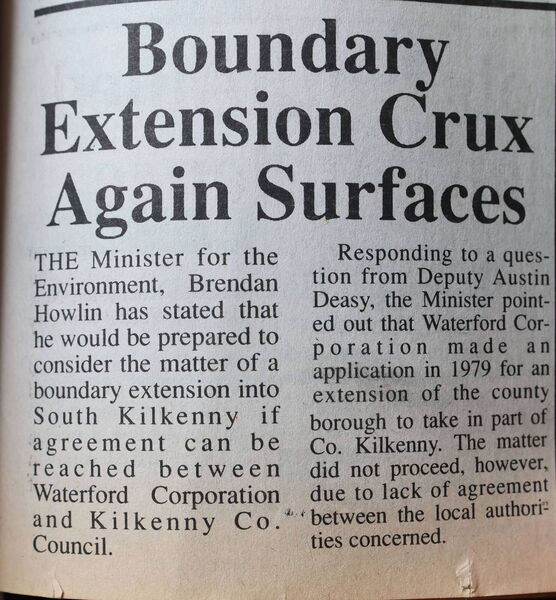 Boundary
Extension Crux
Again Surfaces
THE Minister for the
Environment, Brendan
Howlin has stated that
he would be prepared to
consider the matter of a
boundary extension into
South Kilkenny if
agreement can be
reached between
Waterford Corporation
and Kilkenny Co.
Council.
Responding to a ques-
tion from Deputy Austin
Deasy, the Minister point-
ed out that Waterford Cor-
poration made an
application in 1979 for an
extension of the county
borough to take in part of
Co. Kilkenny. The matter
did not proceed, however,
due to lack of agreement
between the local authori-
ties concerned.